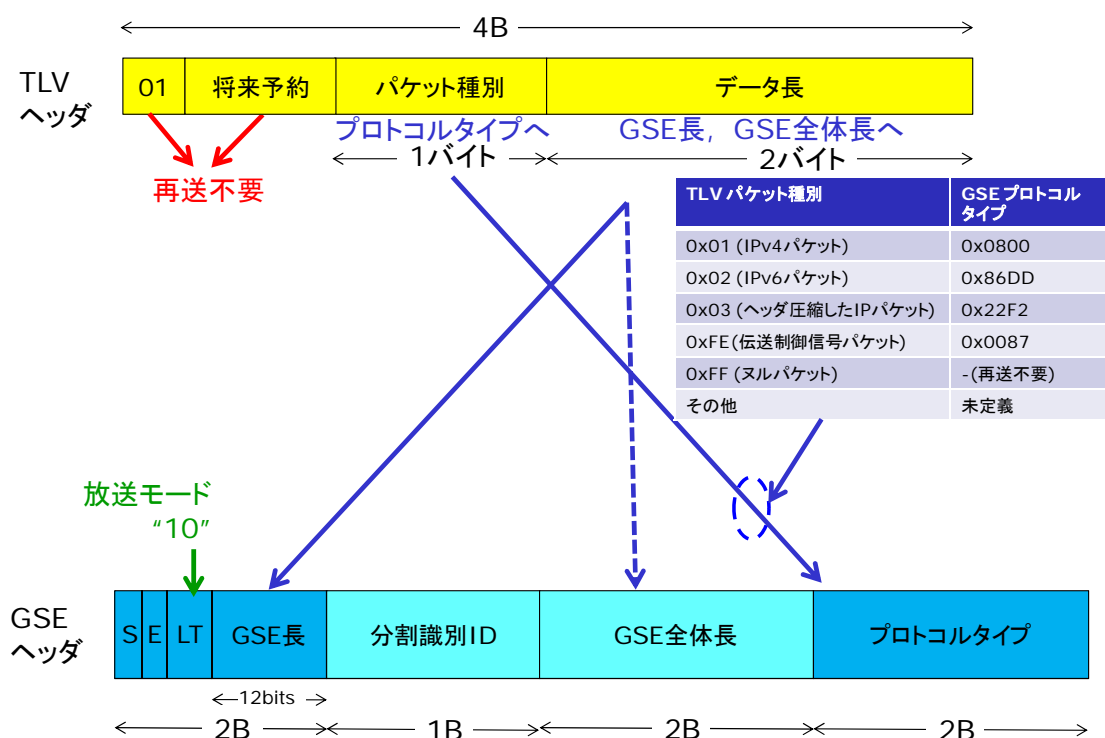 4B
TLV
ヘッダ
01 将来予約 パケット種別 データ長
プロトコルタイプへ GSE長, GSE全体長へ
1バイト 2バイト
再送不要
TLV パケット種別 GSE プロトコル
タイプ
0x01 (IPv4パケット) 0x0800
0x02 (IPv6パケット) 0x86DD
0x03 (ヘッダ圧縮したIPパケット) 0x22F2
0xFE(伝送制御信号パケット) 0x0087
0xFF (ヌルパケット) -(再送不要)
その他 未定義
放送モード
“10”
GSE
ヘッダ
S E LT GSE長 分割識別ID GSE全体長 プロトコルタイプ
12bits
2B 1B 2B 2B